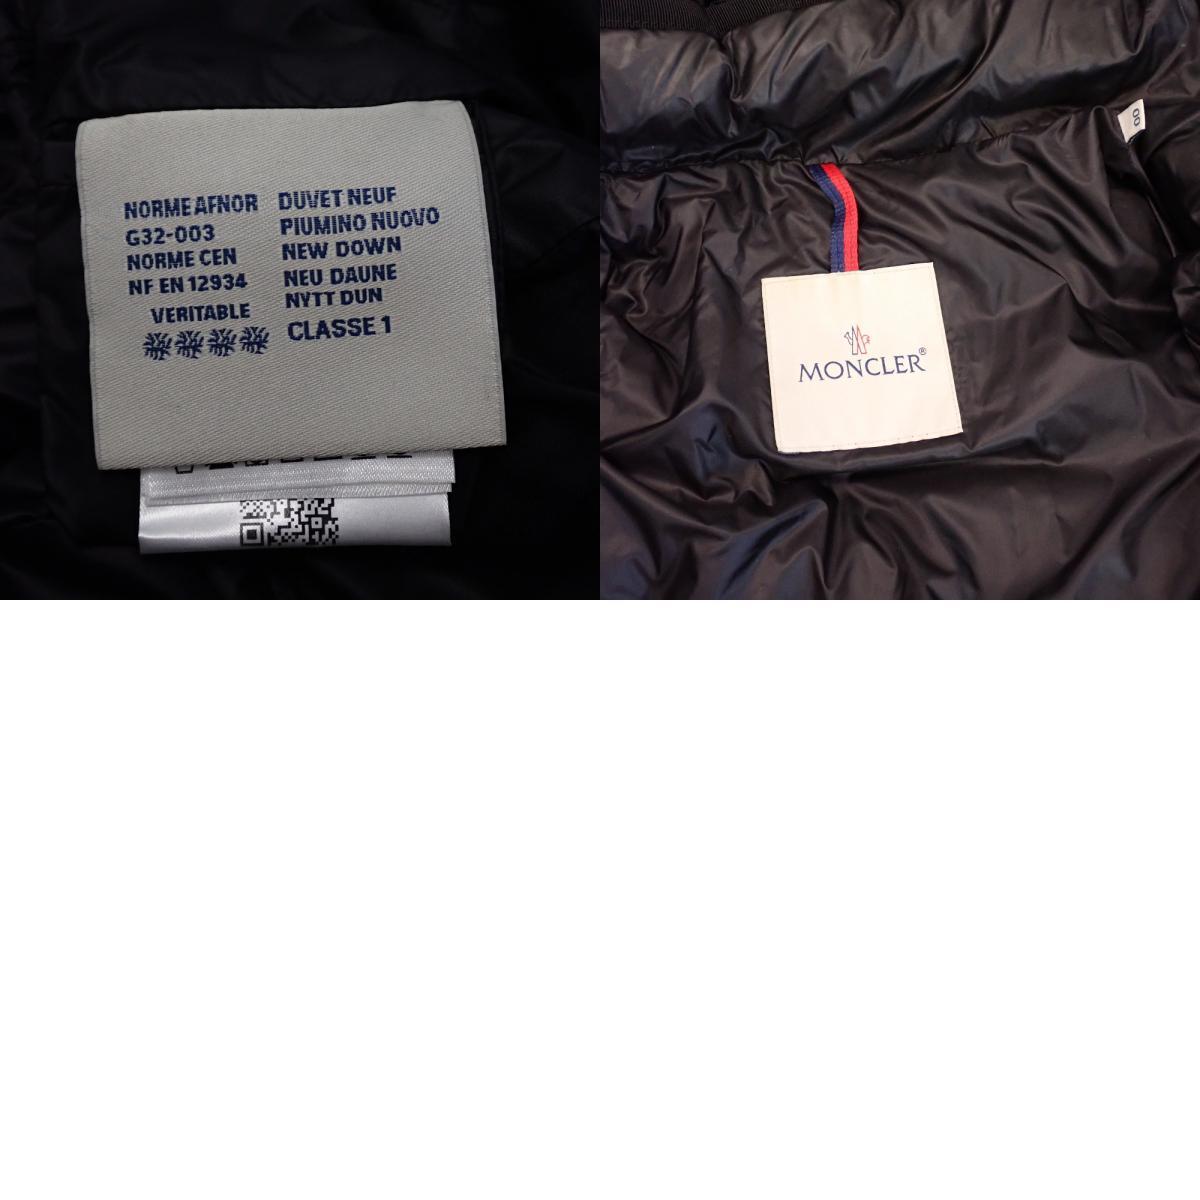 NORME AFNOR
G32-003
NORME CEN
NF EN 12934
VERITABLE
DUVET NEUF
PIUMINO NUOVO
NEW DOWN
NEU DAUNE
NYTT DUN
CLASSE 1
MONCLER®
00